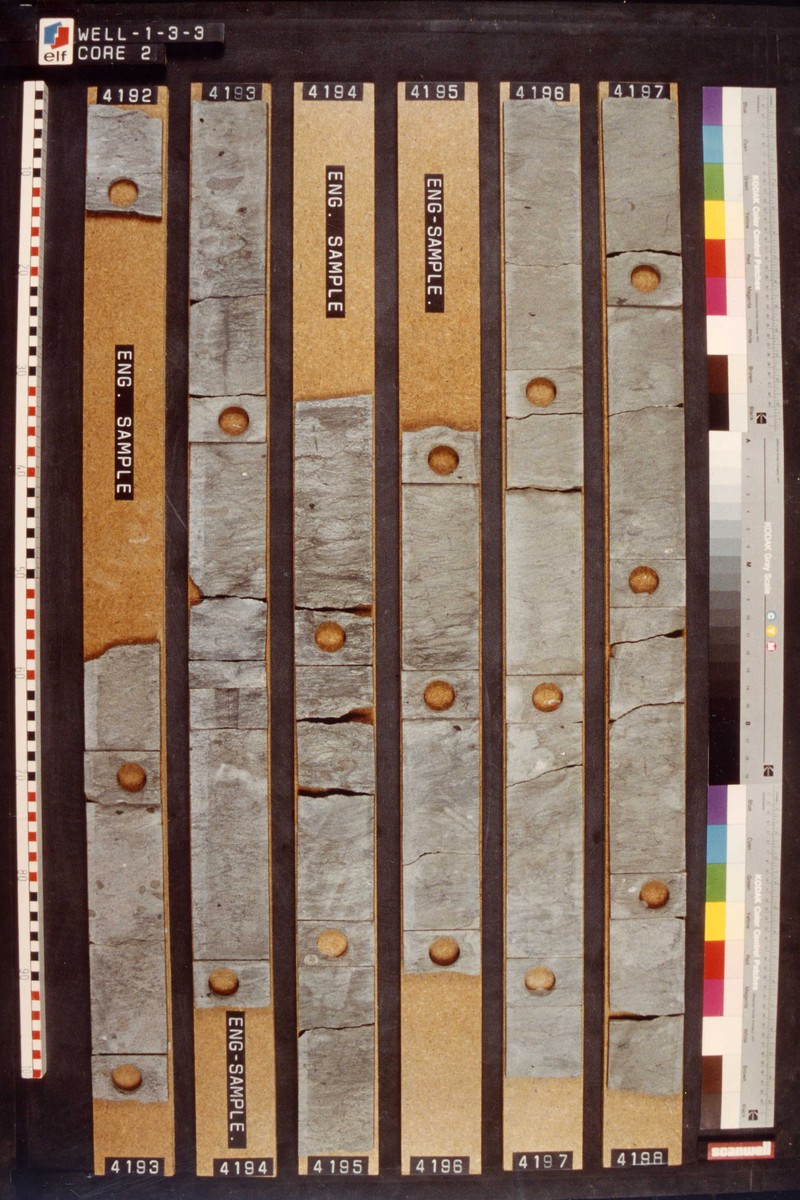 elf
WELL-1-3-3
CORE 2
4192
4193
4194
4195
4196
4197
ENG. SAMPLE
ENG. SAMPLE
ENG-SAMPLE.
ENG-SAMPLE.
4193
4194
4195
4196
4197
4198
10
20
30
40
50
60
70
80
90
KODAK Color Control Patches
Blue
Cyan
Green
Yellow
Red
Magenta
White
Brown
Black
KODAK Gray Scale
A
M
B
C
Y
M
KODAK Color Control Patches
Blue
Cyan
Green
Yellow
Red
Magenta
White
Brown
Black
scanwell